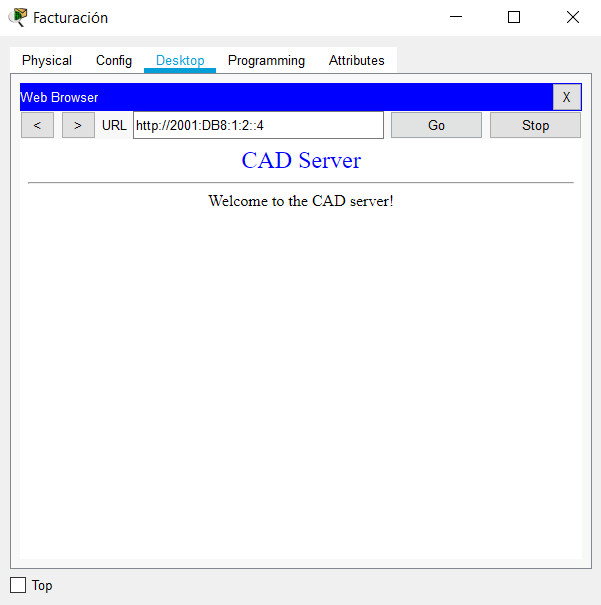 Facturación
Physical Config Desktop Programming Attributes
Web Browser X
< > URL http://2001:DB8:1:2::4 Go Stop
CAD Server
Welcome to the CAD server!
Top